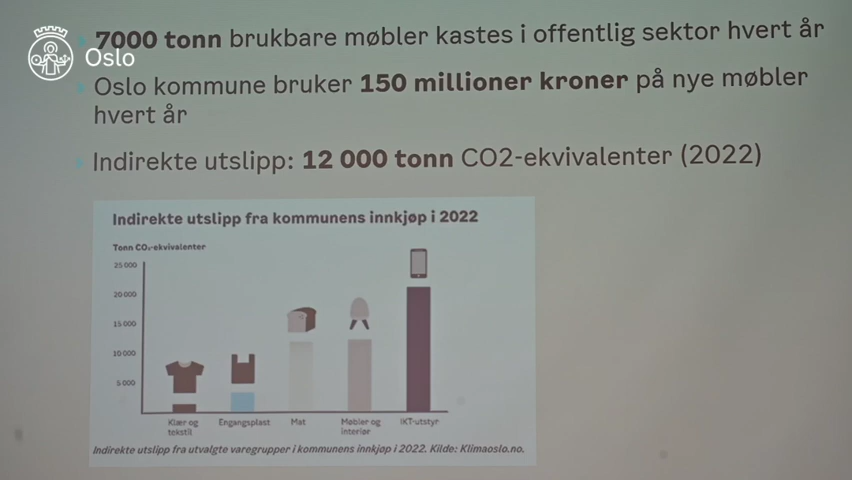 7000 tonn brukbare møbler kastes i offentlig sektor hvert år
Oslo
Oslo kommune bruker 150 millioner kroner på nye møbler
hvert år
Indirekte utslipp: 12 000 tonn CO2-ekvivalenter (2022)
Indirekte utslipp fra kommunens innkjøp i 2022
Tonn CO₂-ekvivalenter
25 000
20 000
15 000
10 000
5 000
Klær og
tekstil
Engangsplast
Mat
Møbler og
interiør
IKT-utstyr
Indirekte utslipp fra utvalgte varegrupper i kommunens innkjøp i 2022. Kilde: Klimaoslo.no.